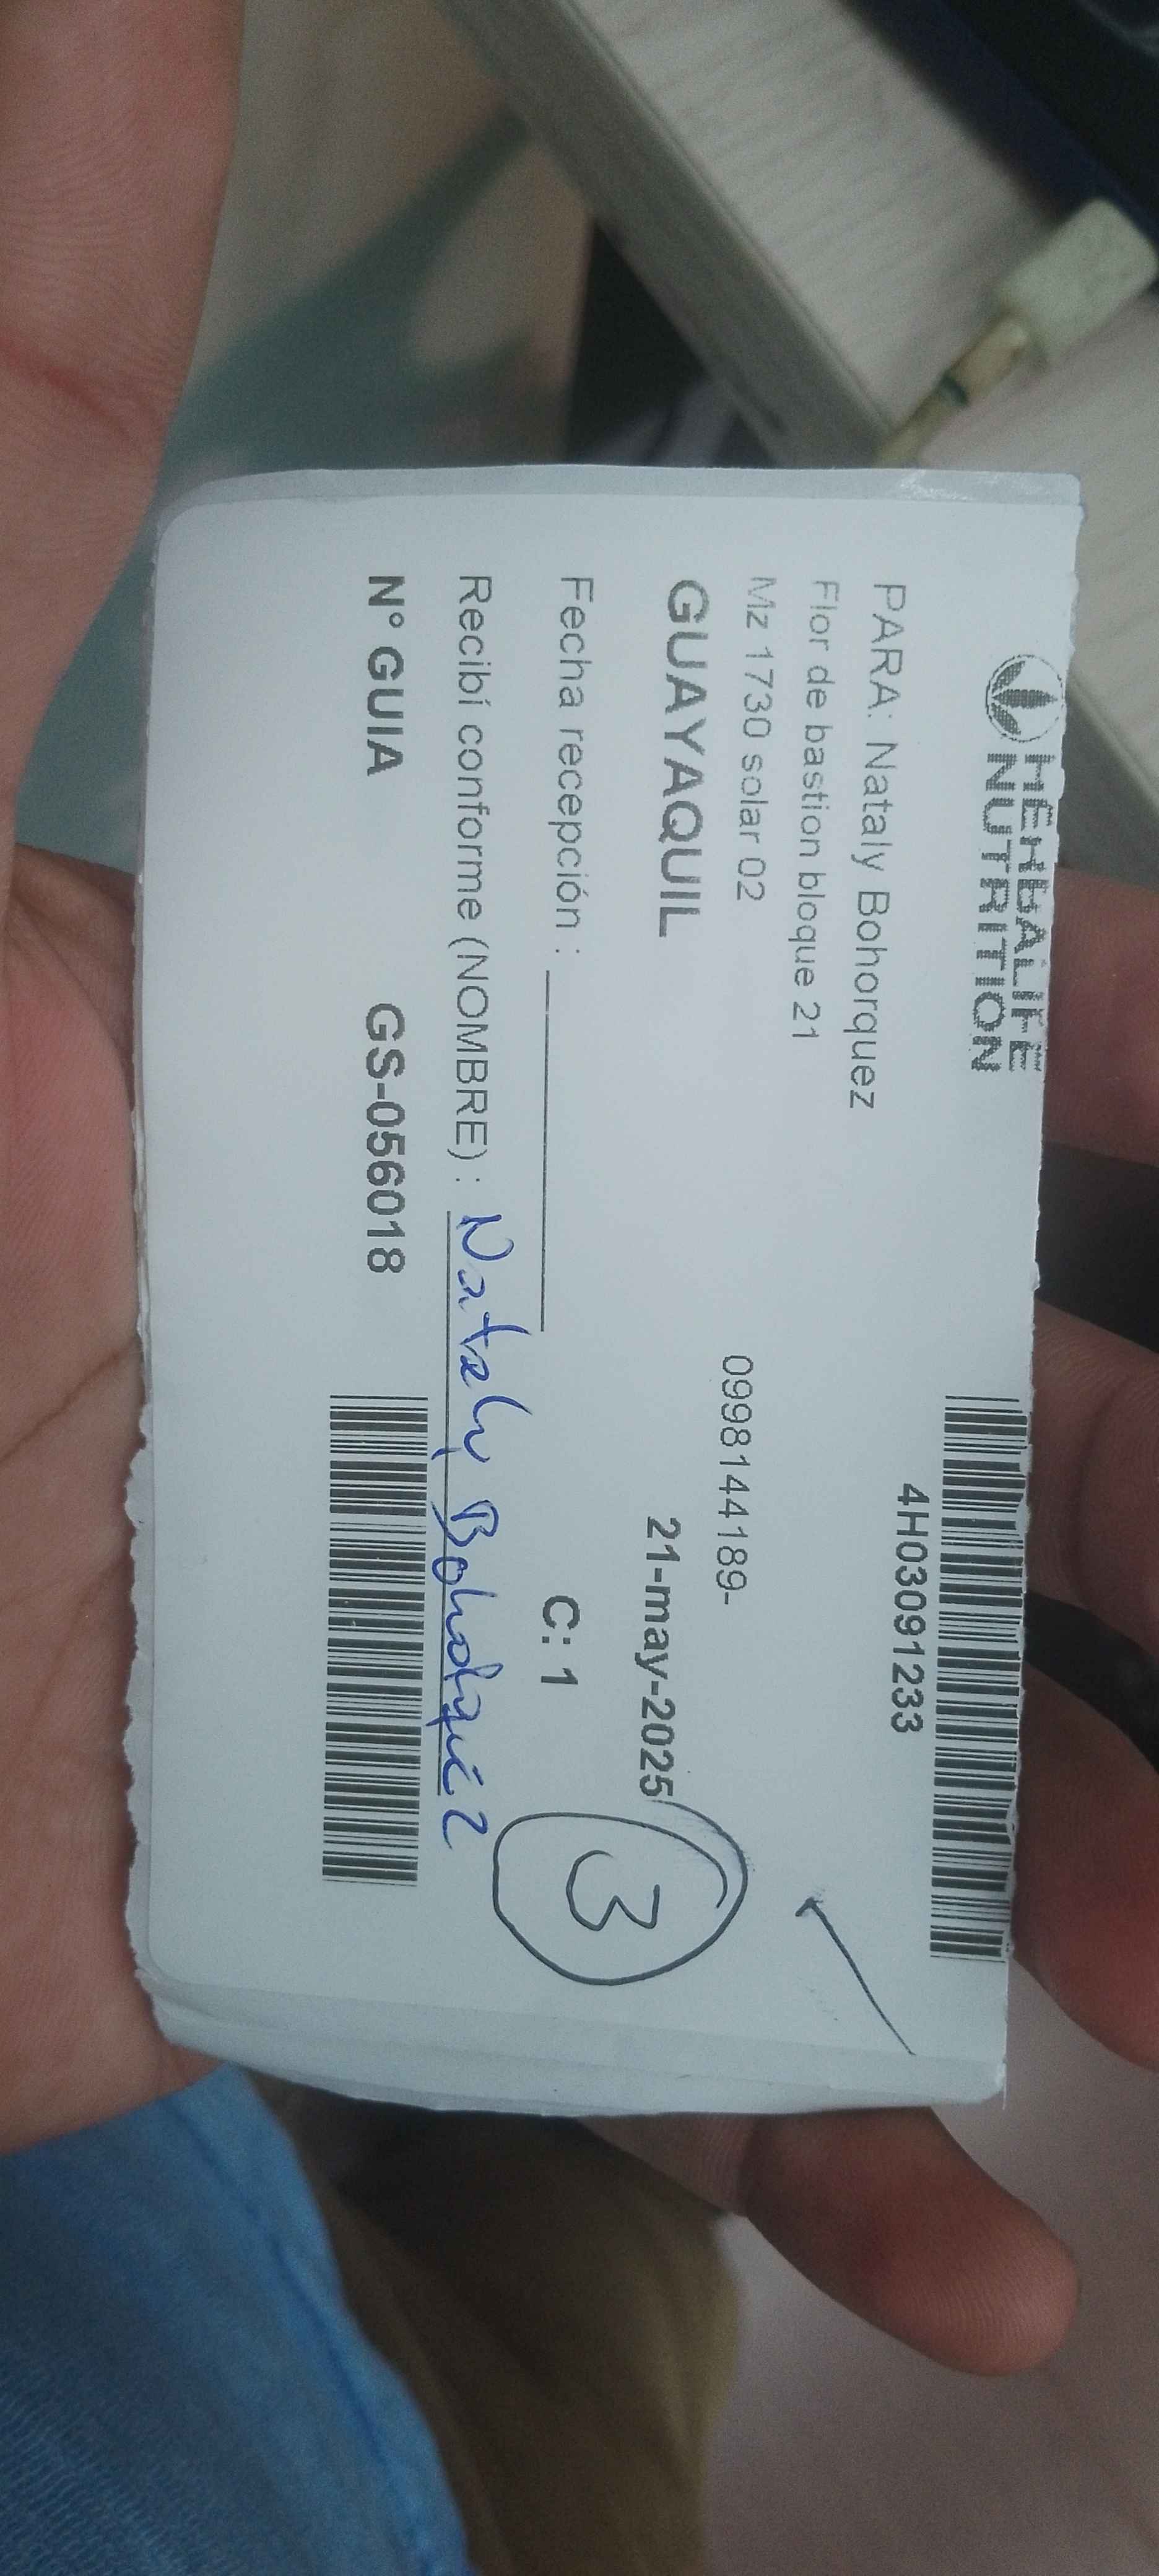 HERBALIFE
NUTRITION
4H03091233
PARA: Nataly Bohorquez
Flor de bastion bloque 21
Mz 1730 solar 02
0998144189-
GUAYAQUIL
21-may-2025
Fecha recepción :
C: 1
3
Recibí conforme (NOMBRE) : Nataly Bohorquez
N° GUIA GS-056018